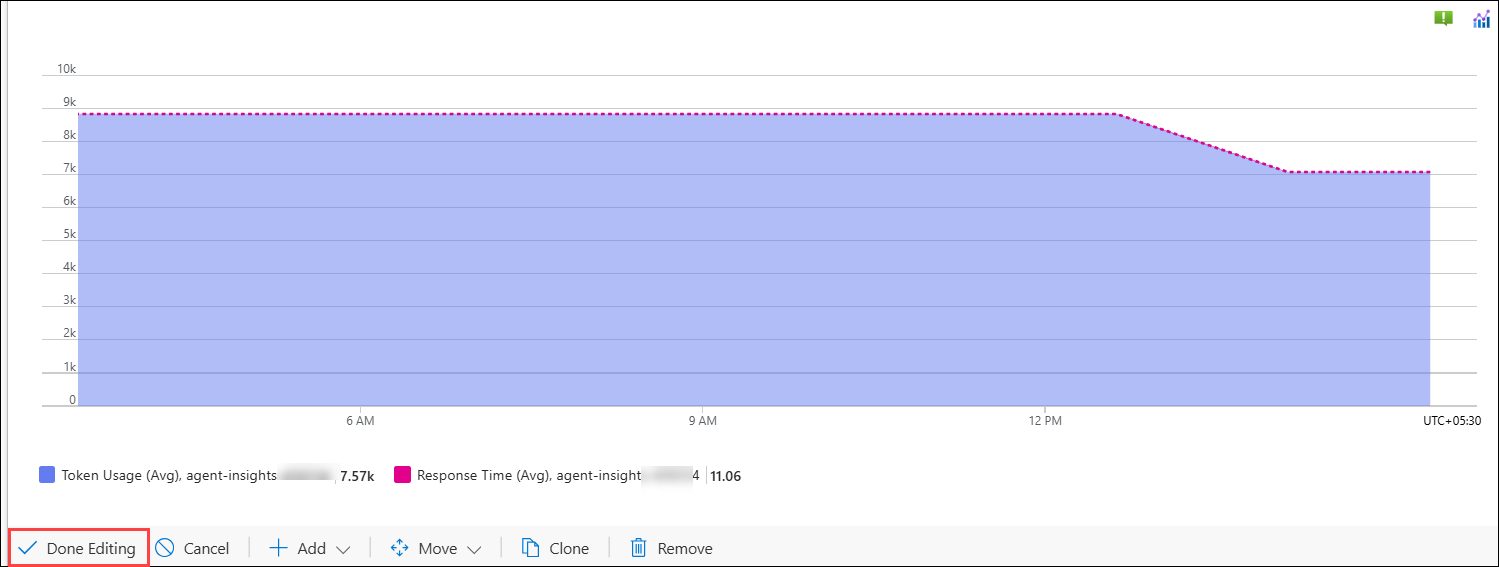 10k
9k
8k
7k
6k
5k
4k
3k
2k
1k
0
6 AM 9 AM 12 PM UTC+05:30
Token Usage (Avg), agent-insights 7.57k Response Time (Avg), agent-insight 4 11.06
Done Editing Cancel Add Move Clone Remove